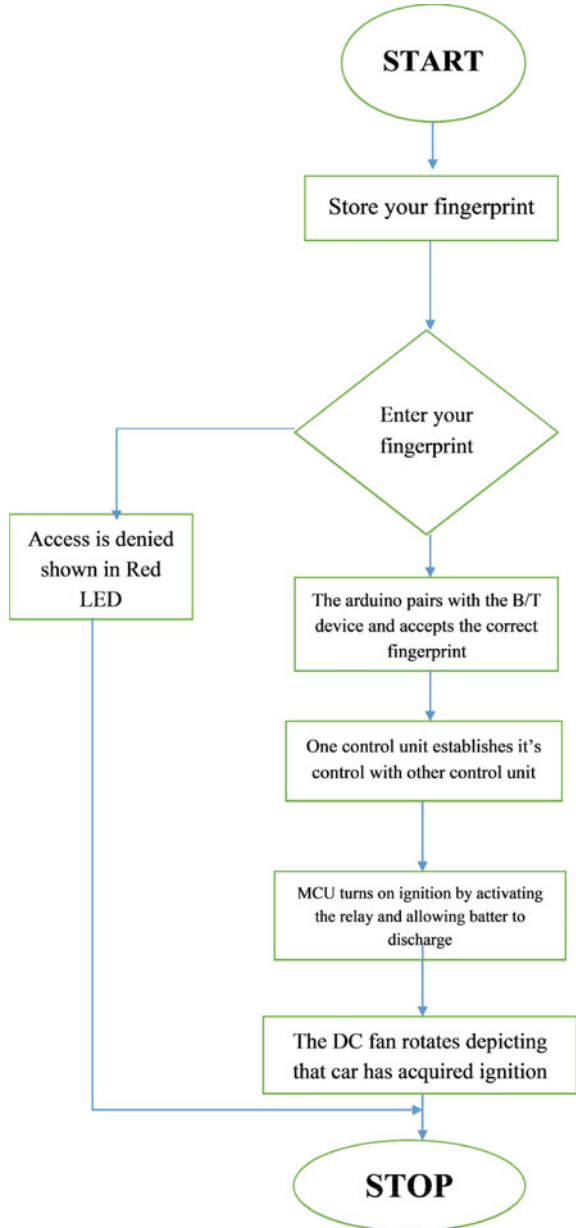 START
Store your fingerprint
Enter your
fingerprint
Access is denied
shown in Red
LED
The arduino pairs with the B/T
device and accepts the correct
fingerprint
One control unit establishes it’s
control with other control unit
MCU turns on ignition by activating
the relay and allowing batter to
discharge
The DC fan rotates depicting
that car has acquired ignition
STOP